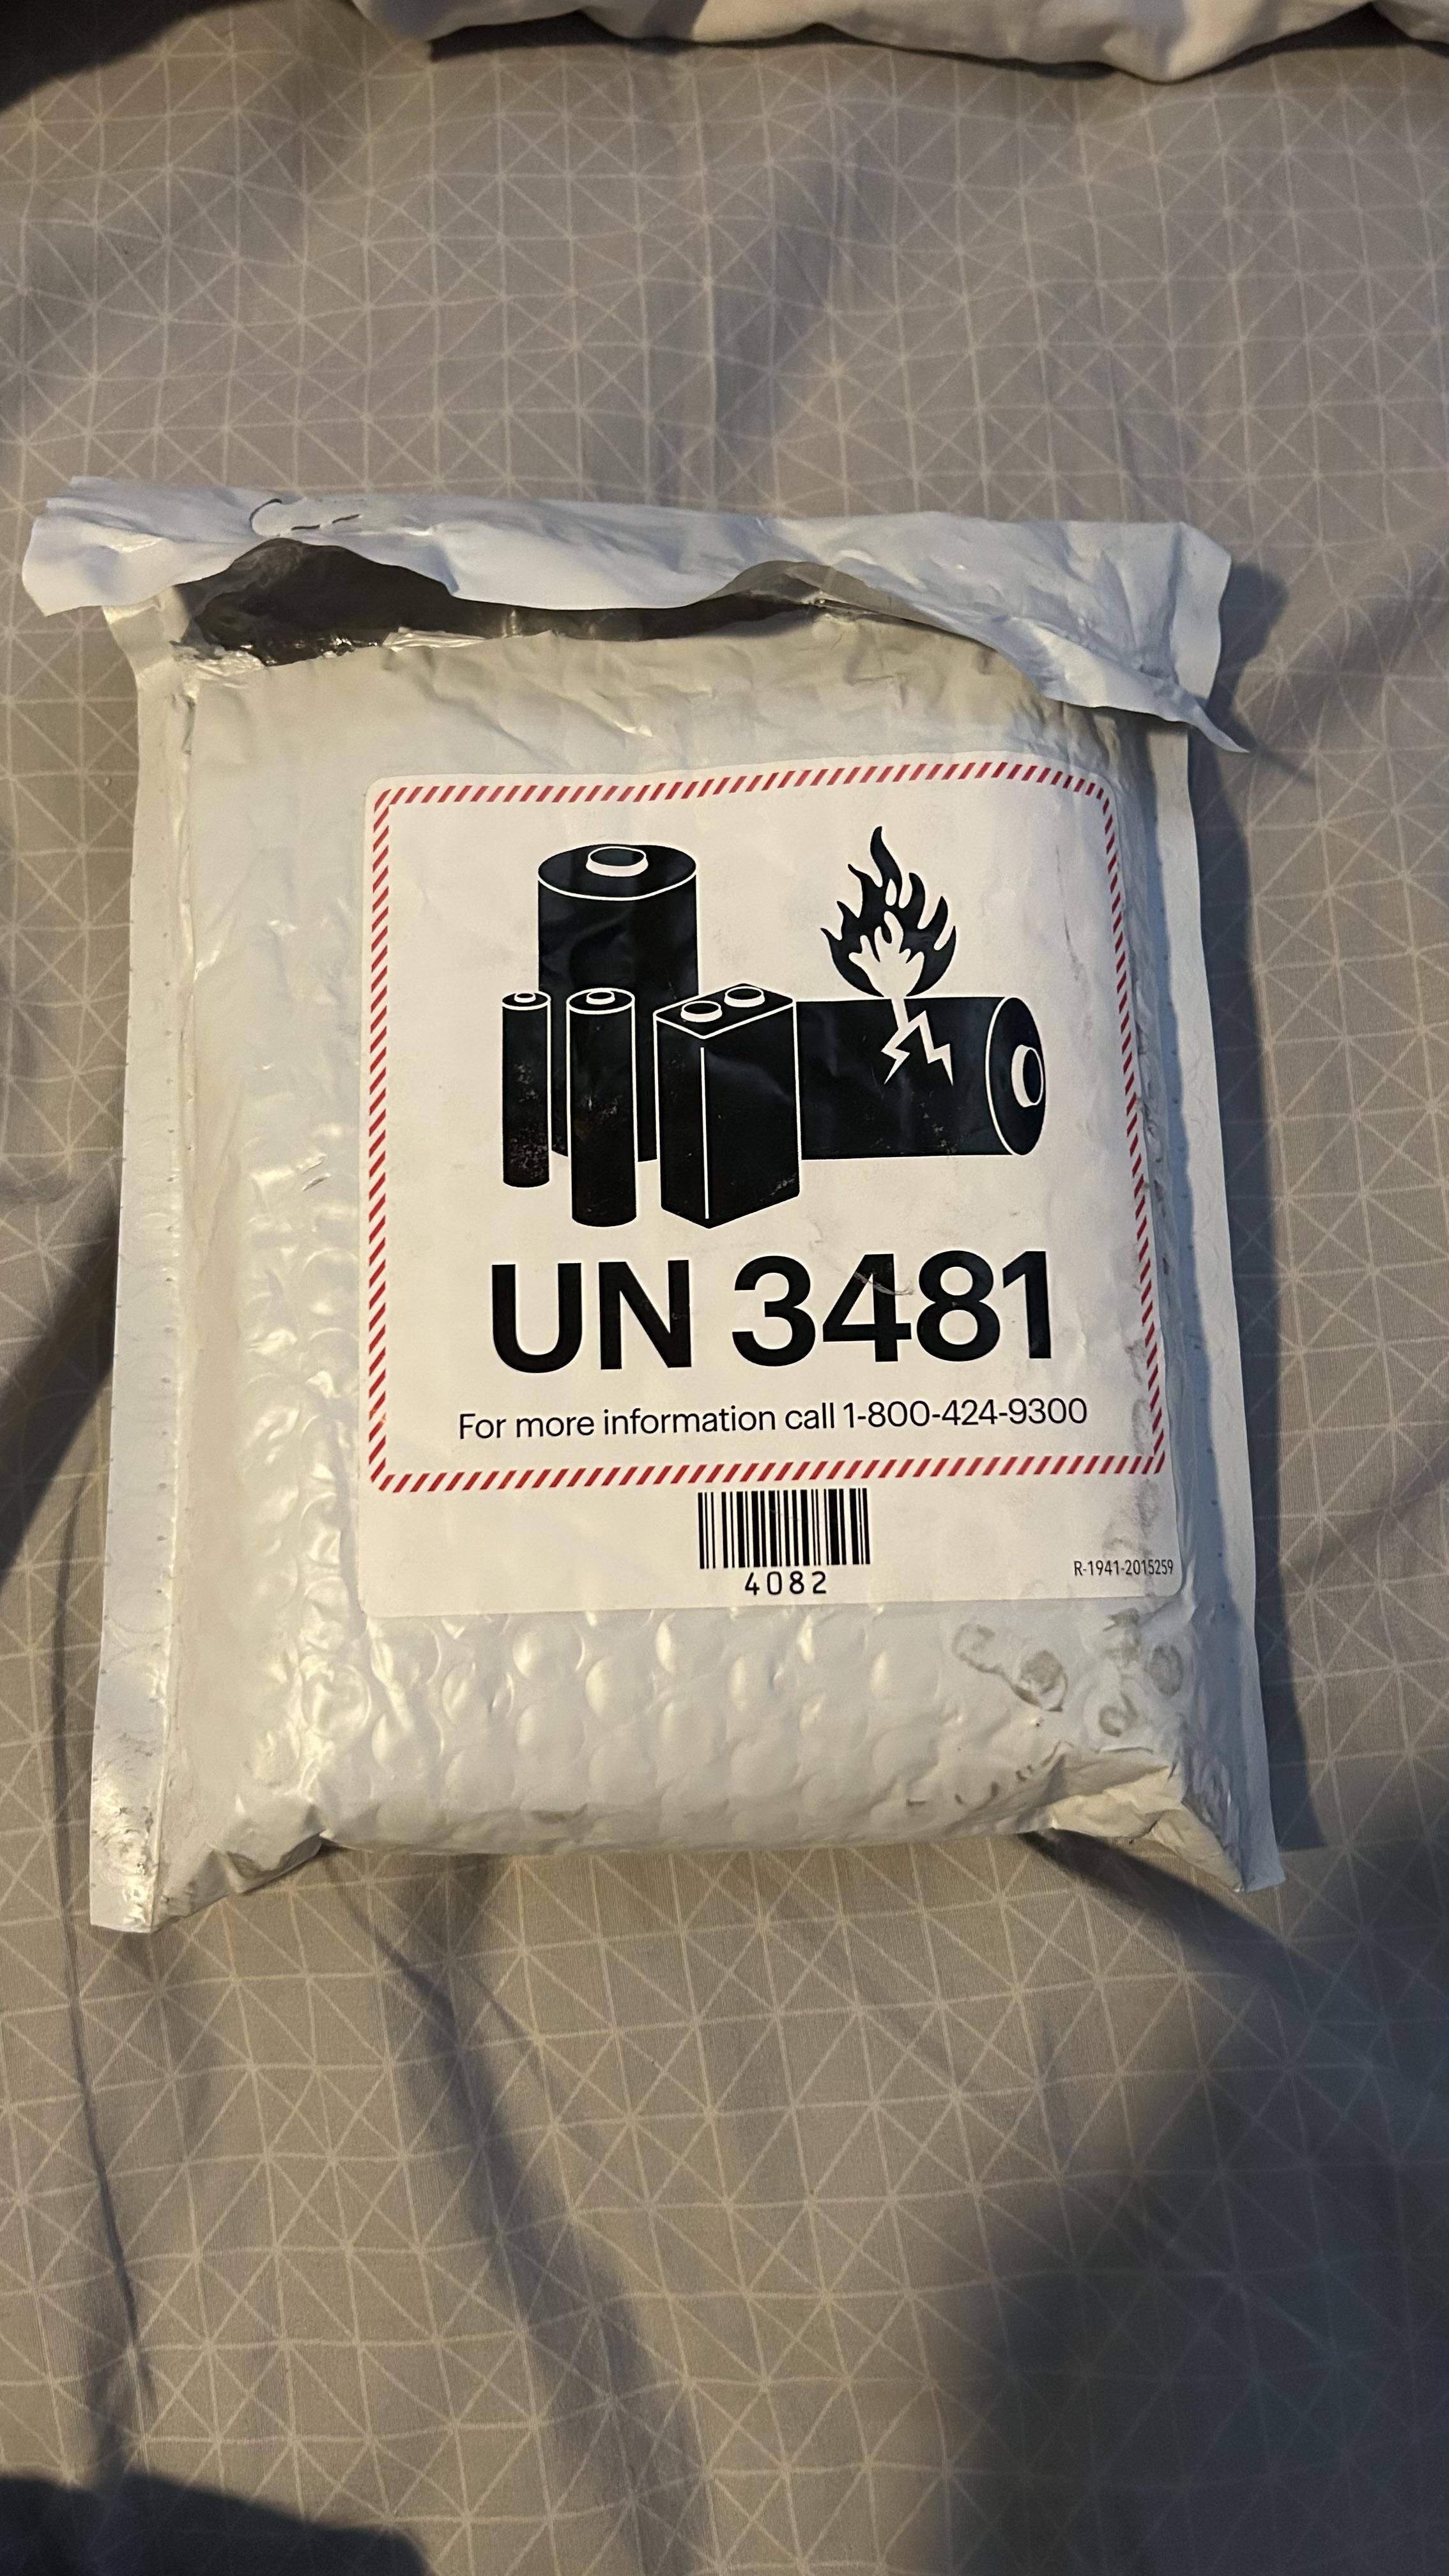 UN 3481
For more information call 1-800-424-9300
4082
R-1941-2015259